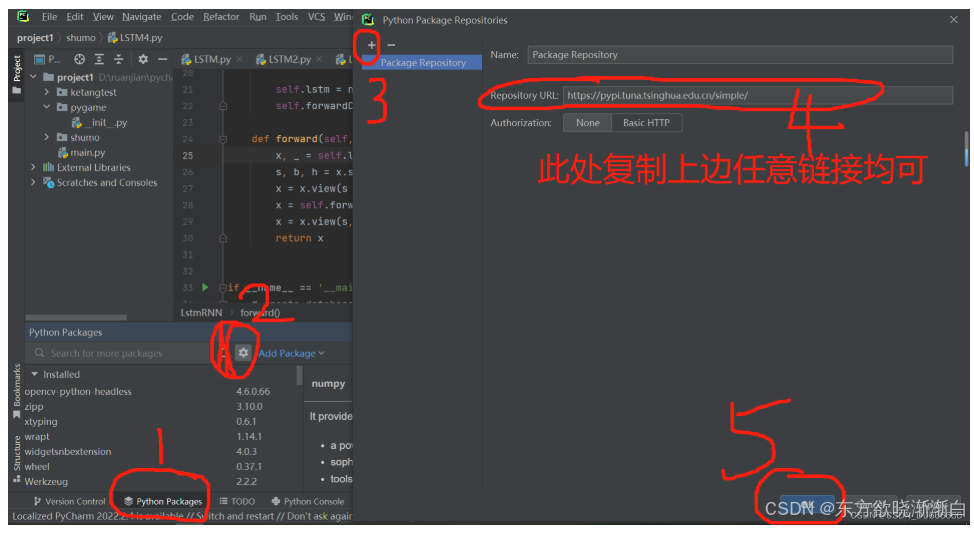 File Edit View Navigate Code Refactor Run Tools VCS
Python Package Repositories
project1 shumo LSTM4.py
Project
P...
LSTM.py
LSTM2.py
Package Repository
Name: Package Repository
Repository URL: https://pypi.tuna.tsinghua.edu.cn/simple/
Authorization: None Basic HTTP
3
4
此处复制上边任意链接均可
project1 D:\ruanjian\pych
ketangtest
pygame
__init__.py
shumo
main.py
External Libraries
Scratches and Consoles
20
21 self.lstm = n
22 self.forwardC
23
24 def forward(self,
25 x, _ = self.l
26 s, b, h = x.s
27 x = x.view(s
28 x = self.forw
29 x = x.view(s,
30 return x
31
32
33 if __name__ == '__mai
LstmRNN forward()
2
Python Packages
Search for more packages
Add Package
Installed
opencv-python-headless 4.6.0.66
zipp 3.10.0
xtyping 0.6.1
wrapt 1.14.1
widgetsnbextension 4.0.3
wheel 0.37.1
Werkzeug 2.2.2
numpy
It provide
a po
soph
tools
Bookmarks
Structure
1
5
Version Control Python Packages TODO Python Console
OK
Localized PyCharm 2022.2.1 is available // Switch and restart // Don't ask again
CSDN @东方欲晓渐渐白